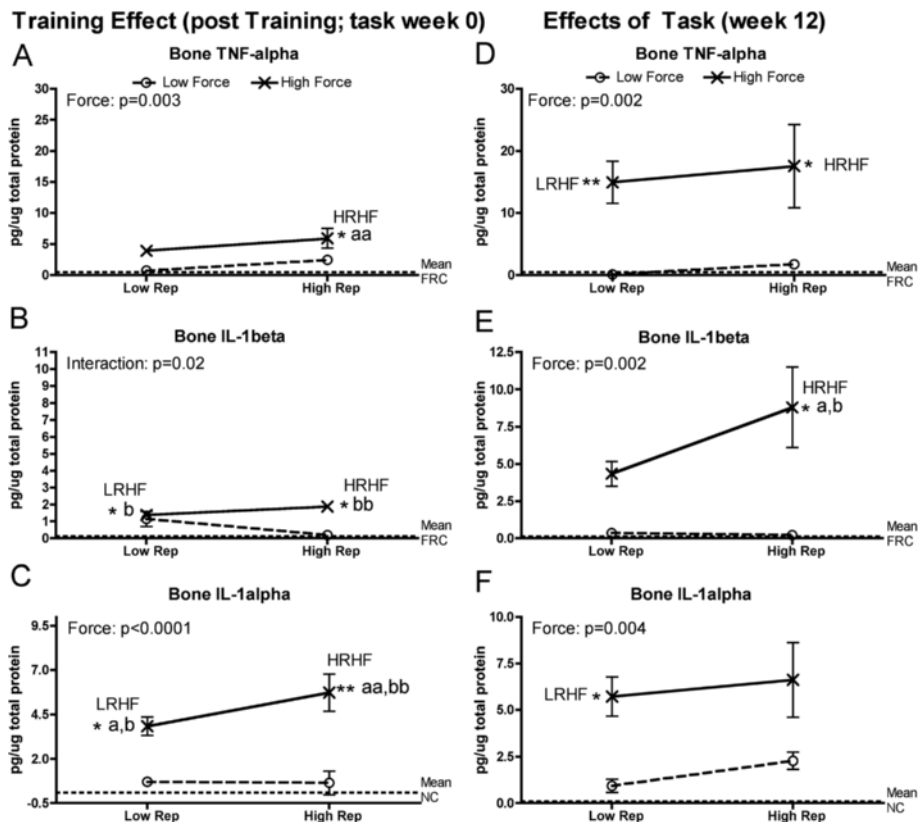 Training Effect (post Training; task week 0)
Effects of Task (week 12)
A
Bone TNF-alpha
Low Force
High Force
Force: p=0.003
30
25
20
15
10
5
0
pg/ug total protein
HRHF
* aa
Mean
FRC
Low Rep
High Rep
D
Bone TNF-alpha
Low Force
High Force
Force: p=0.002
30
20
10
0
pg/ug total protein
LRHF **
* HRHF
Mean
FRC
Low Rep
High Rep
B
Bone IL-1beta
Interaction: p=0.02
11
10
9
8
7
6
5
4
3
2
1
0
pg/ug total protein
LRHF
* b
HRHF
* bb
Mean
FRC
Low Rep
High Rep
E
Bone IL-1beta
Force: p=0.002
12.5
10.0
7.5
5.0
2.5
0.0
pg/ug total protein
HRHF
* a,b
Mean
FRC
Low Rep
High Rep
C
Bone IL-1alpha
Force: p<0.0001
9.5
7.0
4.5
2.0
-0.5
pg/ug total protein
LRHF
* a,b
HRHF
** aa,bb
Mean
NC
Low Rep
High Rep
F
Bone IL-1alpha
Force: p=0.004
10.0
7.5
5.0
2.5
0.0
pg/ug total protein
LRHF *
HRHF
Mean
NC
Low Rep
High Rep